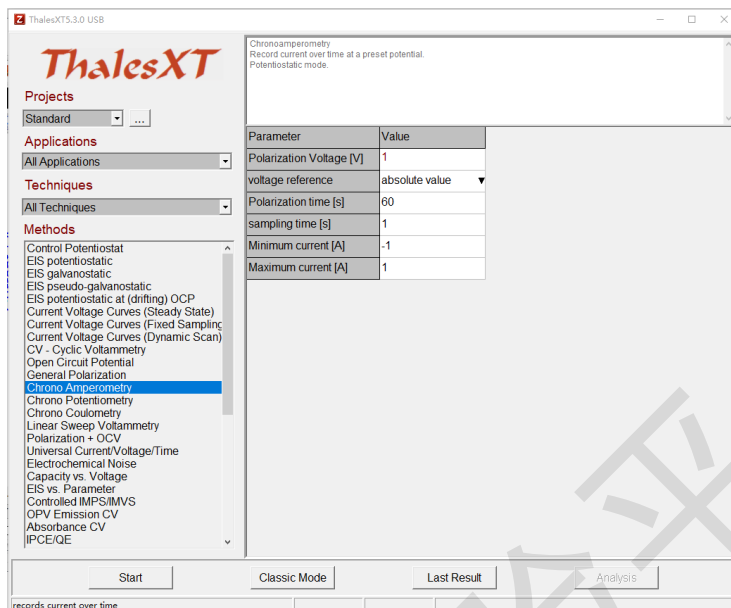 ThalesXT5.3.0 USB
ThalesXT
Projects
Standard
...
Applications
All Applications
Techniques
All Techniques
Methods
Control Potentiostat
EIS potentiostatic
EIS galvanostatic
EIS pseudo-galvanostatic
EIS potentiostatic at (drifting) OCP
Current Voltage Curves (Steady State)
Current Voltage Curves (Fixed Sampling
Current Voltage Curves (Dynamic Scan)
CV - Cyclic Voltammetry
Open Circuit Potential
General Polarization
Chrono Amperometry
Chrono Potentiometry
Chrono Coulometry
Linear Sweep Voltammetry
Polarization + OCV
Universal Current/Voltage/Time
Electrochemical Noise
Capacity vs. Voltage
EIS vs. Parameter
Controlled IMPS/IMVS
OPV Emission CV
Absorbance CV
IPCE/QE
Chronoamperometry
Record current over time at a preset potential.
Potentiostatic mode.
Parameter Value
Polarization Voltage [V] 1
voltage reference absolute value
Polarization time [s] 60
sampling time [s] 1
Minimum current [A] -1
Maximum current [A] 1
Start Classic Mode Last Result Analysis
records current over time